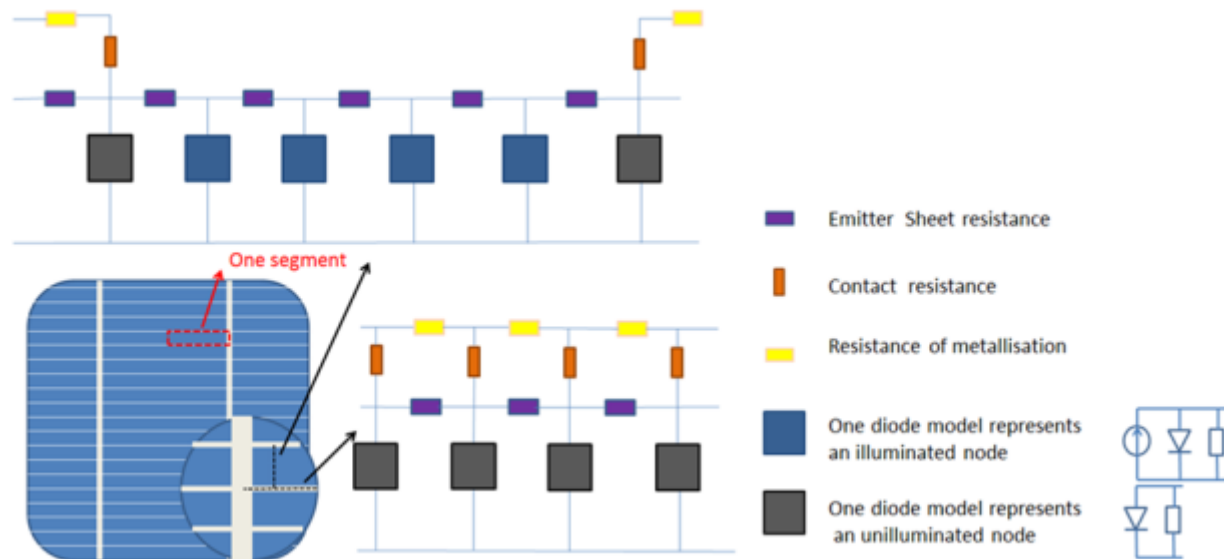 One segment
Emitter Sheet resistance
Contact resistance
Resistance of metallisation
One diode model represents
an illuminated node
One diode model represents
an unilluminated node